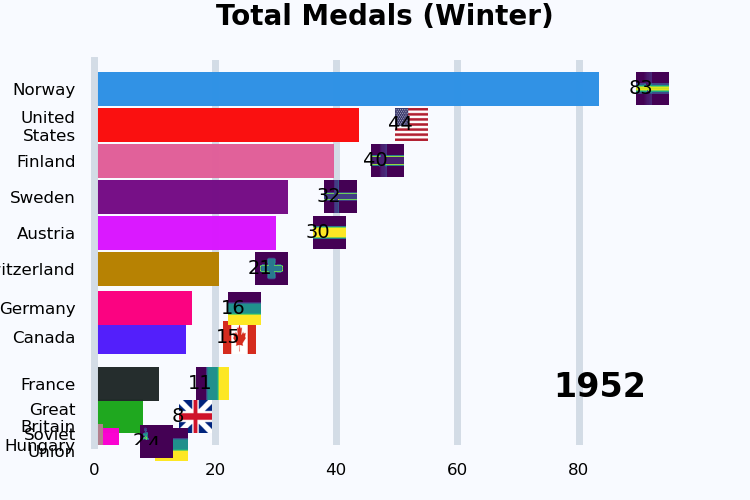 Total Medals (Winter)
Norway 83
United
States 44
Finland 40
Sweden 32
Austria 30
itzerland 21
Germany 16
Canada 15
France 11
1952
Great
Britain 8
Soviet
Union
Hungary
0 20 40 60 80